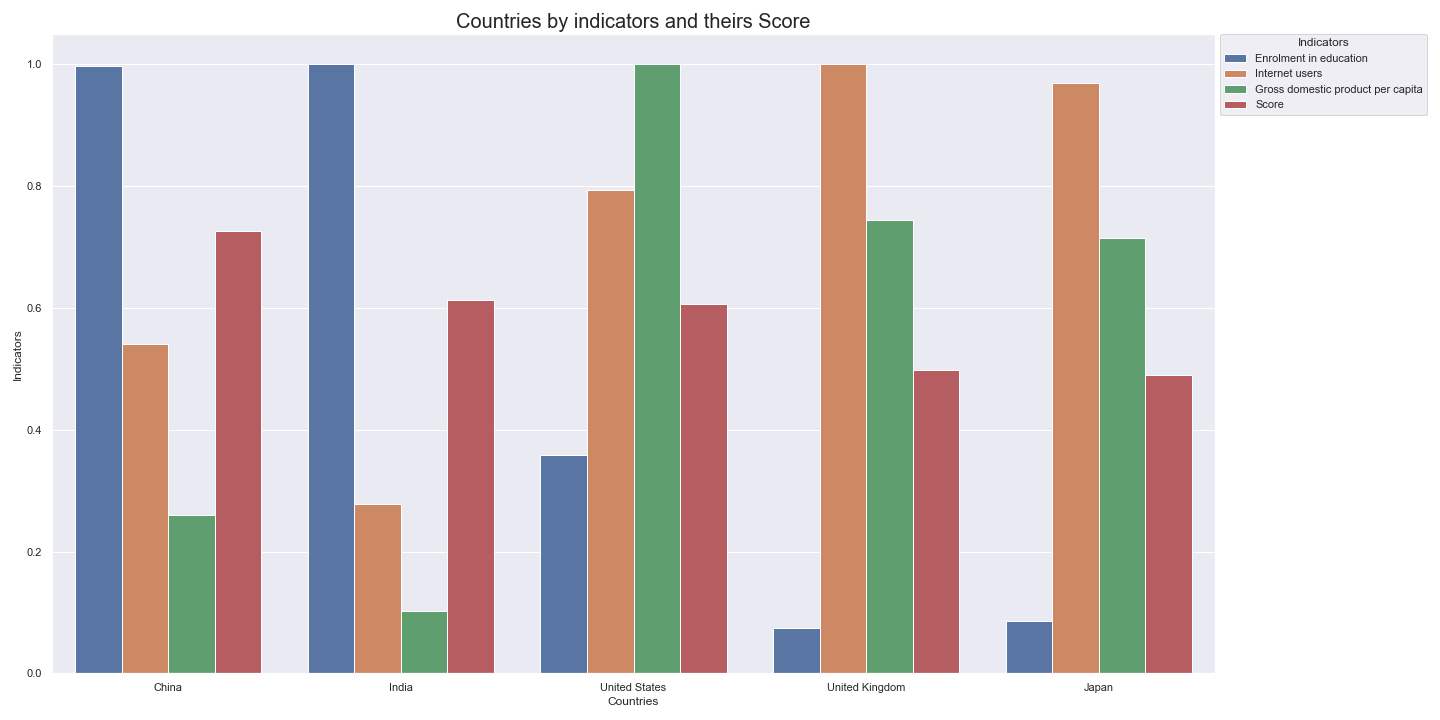 Countries by indicators and theirs Score
Indicators
Enrolment in education
Internet users
Gross domestic product per capita
Score
1.0
0.8
0.6
0.4
0.2
0.0
Indicators
China
India
United States
United Kingdom
Japan
Countries